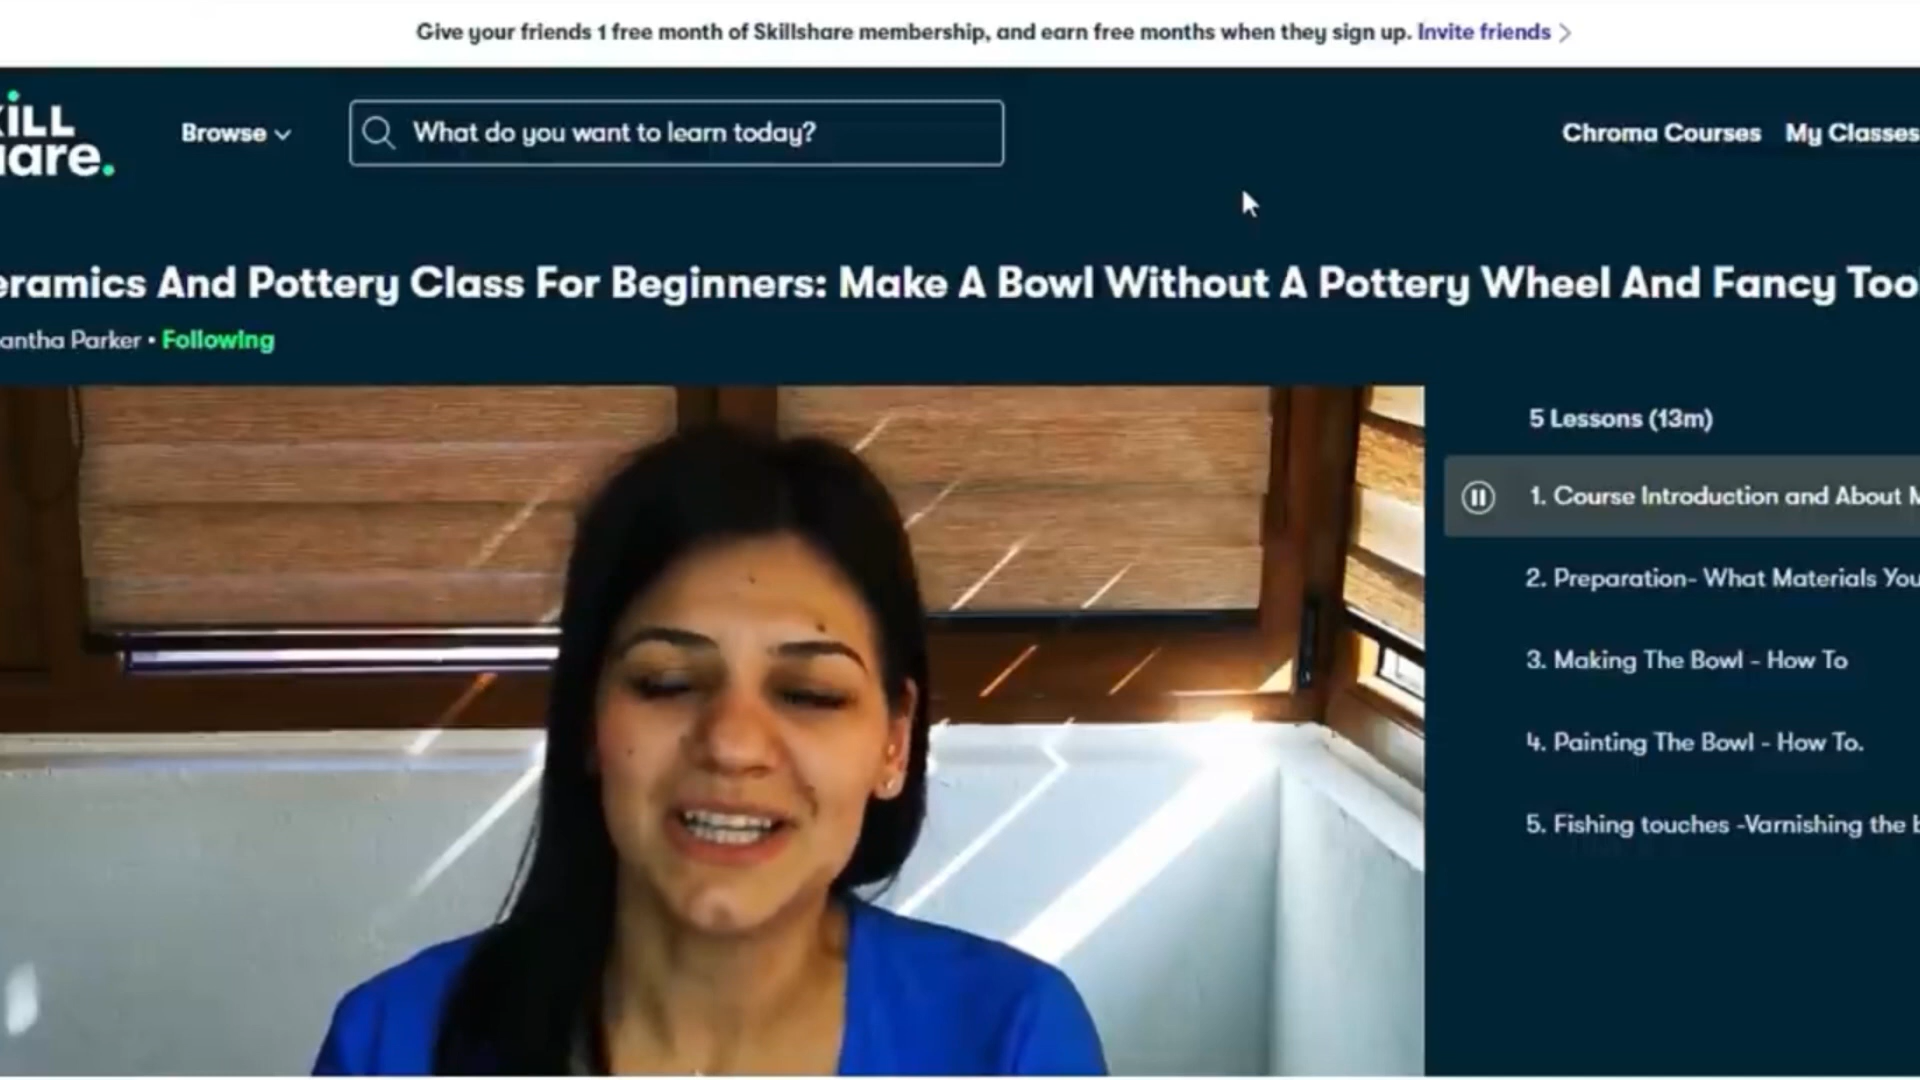 Give your friends 1 free month of Skillshare membership, and earn free months when they sign up. Invite friends
iLL
are.
Browse
What do you want to learn today?
Chroma Courses
My Classes
eramics And Pottery Class For Beginners: Make A Bowl Without A Pottery Wheel And Fancy Too
antha Parker • Following
5 Lessons (13m)
1. Course Introduction and About M
2. Preparation- What Materials You
3. Making The Bowl - How To
4. Painting The Bowl - How To.
5. Fishing touches -Varnishing the b